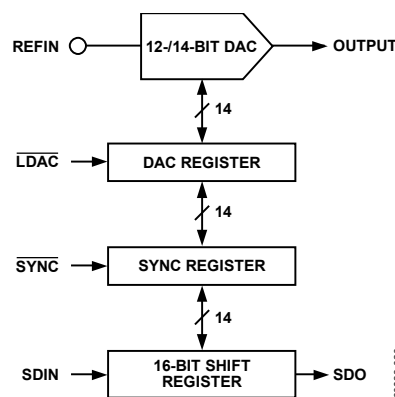 REFIN 12-/14-BIT DAC OUTPUT
14
LDAC DAC REGISTER
14
SYNC SYNC REGISTER
14
SDIN 16-BIT SHIFT REGISTER SDO